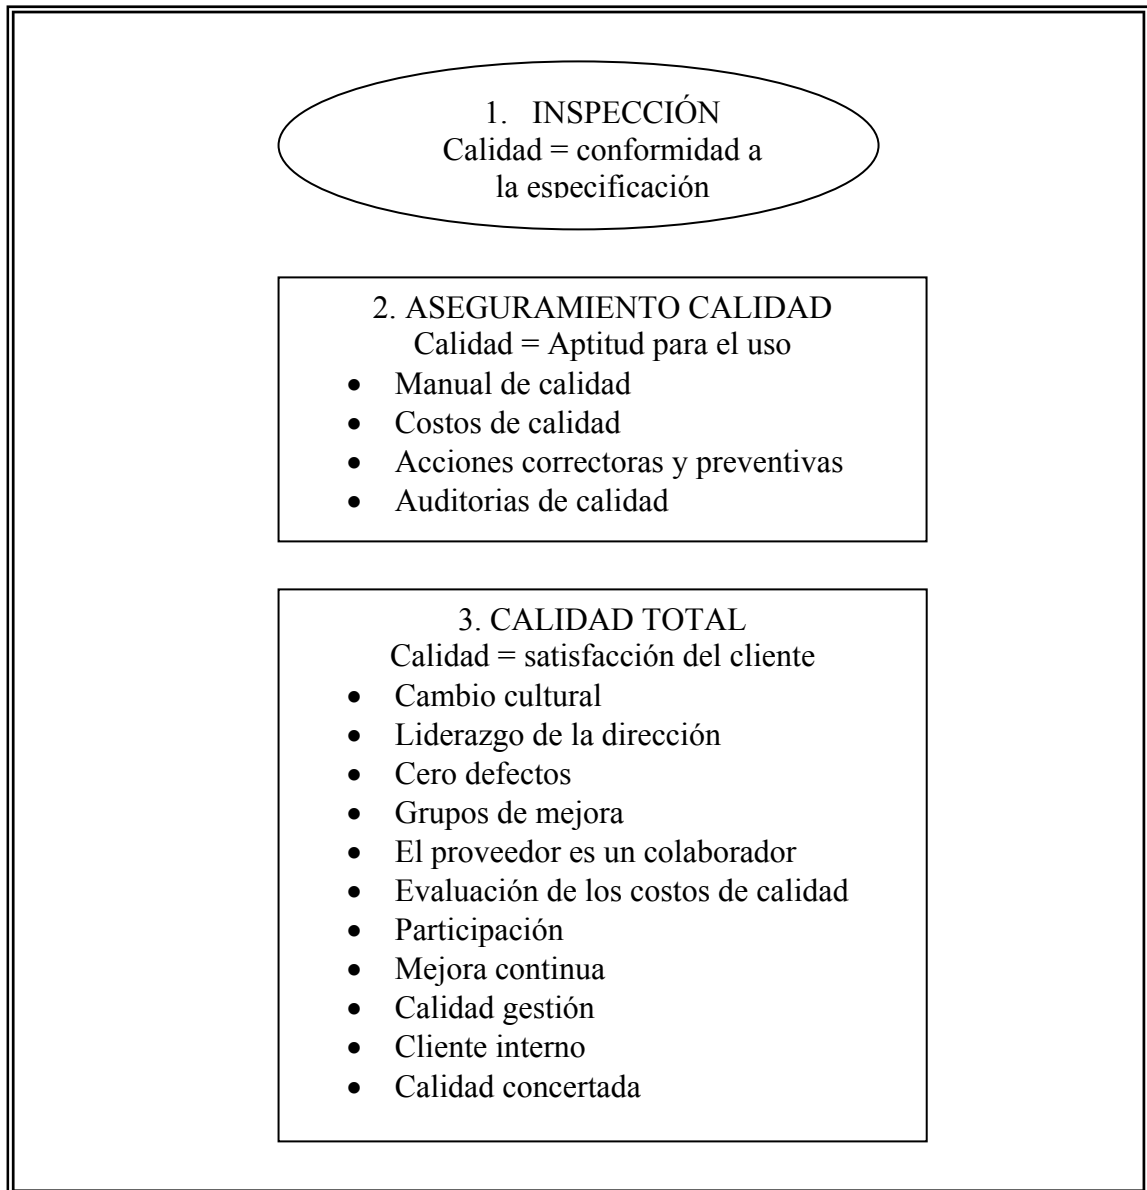 1. INSPECCIÓN
Calidad = conformidad a
la especificación
2. ASEGURAMIENTO CALIDAD
Calidad = Aptitud para el uso
• Manual de calidad
• Costos de calidad
• Acciones correctoras y preventivas
• Auditorias de calidad
3. CALIDAD TOTAL
Calidad = satisfacción del cliente
• Cambio cultural
• Liderazgo de la dirección
• Cero defectos
• Grupos de mejora
• El proveedor es un colaborador
• Evaluación de los costos de calidad
• Participación
• Mejora continua
• Calidad gestión
• Cliente interno
• Calidad concertada